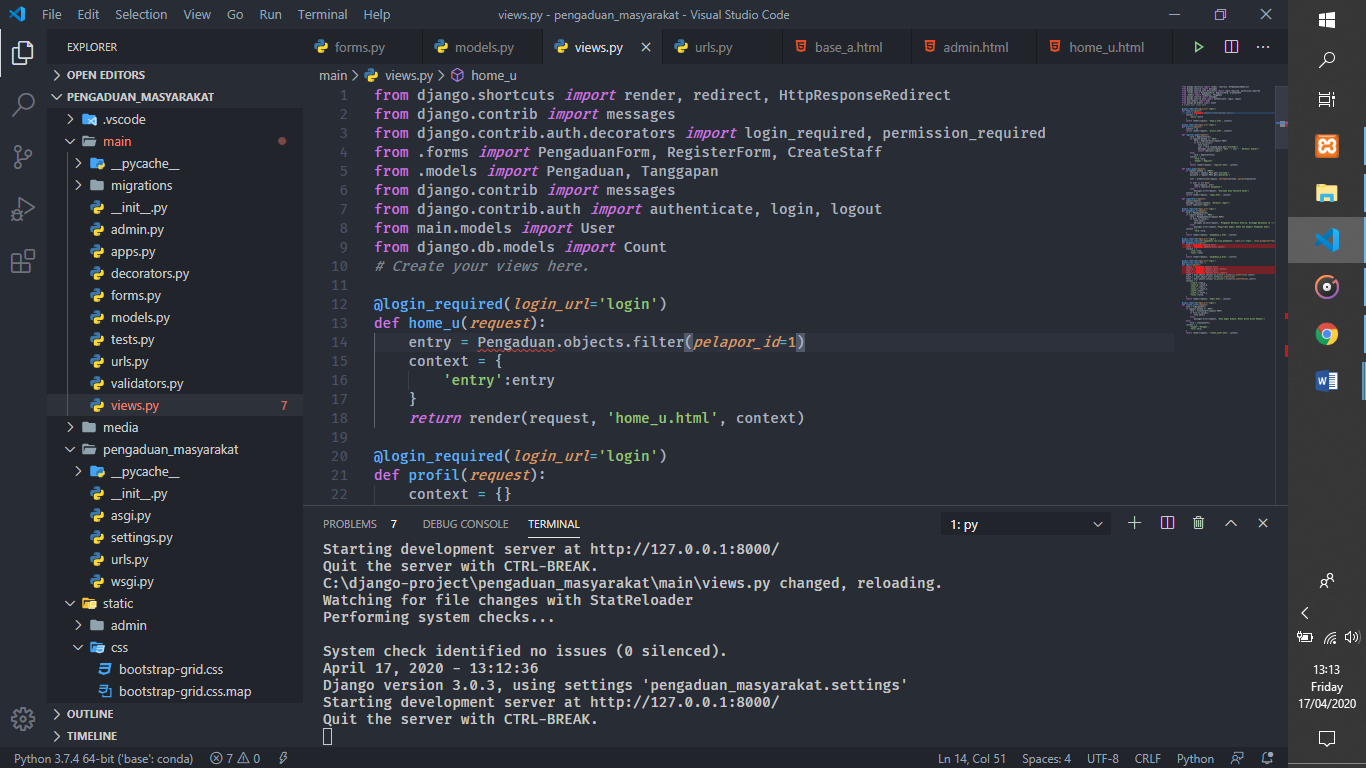 File Edit Selection View Go Run Terminal Help
views.py - pengaduan_masyarakat - Visual Studio Code
EXPLORER
forms.py
models.py
views.py
urls.py
base_a.html
admin.html
home_u.html
OPEN EDITORS
PENGADUAN_MASYARAKAT
.vscode
main
__pycache__
migrations
__init__.py
admin.py
apps.py
decorators.py
forms.py
models.py
tests.py
urls.py
validators.py
views.py 7
media
pengaduan_masyarakat
__pycache__
__init__.py
asgi.py
settings.py
urls.py
wsgi.py
static
admin
css
bootstrap-grid.css
bootstrap-grid.css.map
OUTLINE
TIMELINE
main > views.py > home_u
1 from django.shortcuts import render, redirect, HttpResponseRedirect
2 from django.contrib import messages
3 from django.contrib.auth.decorators import login_required, permission_required
4 from .forms import PengaduanForm, RegisterForm, CreateStaff
5 from .models import Pengaduan, Tanggapan
6 from django.contrib import messages
7 from django.contrib.auth import authenticate, login, logout
8 from main.models import User
9 from django.db.models import Count
10 # Create your views here.
11
12 @login_required(login_url='login')
13 def home_u(request):
14 entry = Pengaduan.objects.filter(pelapor_id=1)
15 context = {
16 'entry':entry
17 }
18 return render(request, 'home_u.html', context)
19
20 @login_required(login_url='login')
21 def profil(request):
22 context = {}
PROBLEMS 7 DEBUG CONSOLE TERMINAL
1: py
Starting development server at http://127.0.0.1:8000/
Quit the server with CTRL-BREAK.
C:\django-project\pengaduan_masyarakat\main\views.py changed, reloading.
Watching for file changes with StatReloader
Performing system checks...
System check identified no issues (0 silenced).
April 17, 2020 - 13:12:36
Django version 3.0.3, using settings 'pengaduan_masyarakat.settings'
Starting development server at http://127.0.0.1:8000/
Quit the server with CTRL-BREAK.
Python 3.7.4 64-bit ('base': conda) 7 0
Ln 14, Col 51 Spaces: 4 UTF-8 CRLF Python
13:13
Friday
17/04/2020